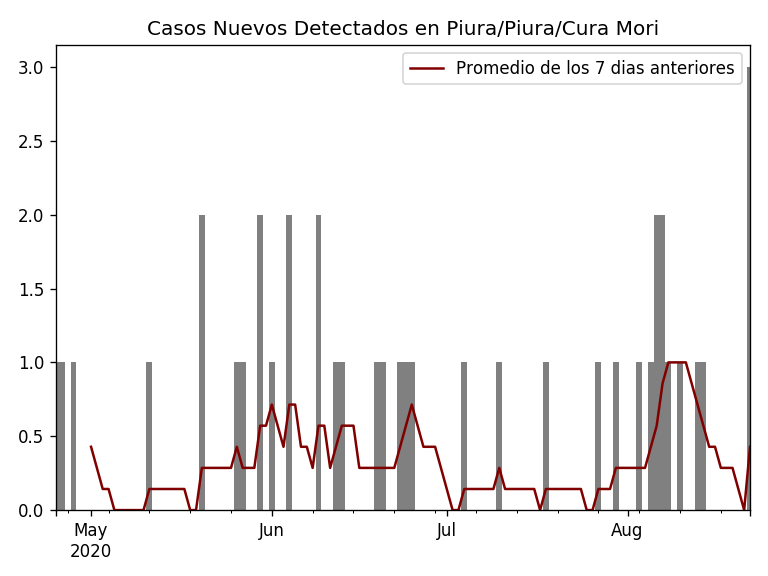 Casos Nuevos Detectados en Piura/Piura/Cura Mori
Promedio de los 7 dias anteriores
3.0
2.5
2.0
1.5
1.0
0.5
0.0
May Jun Jul Aug
2020